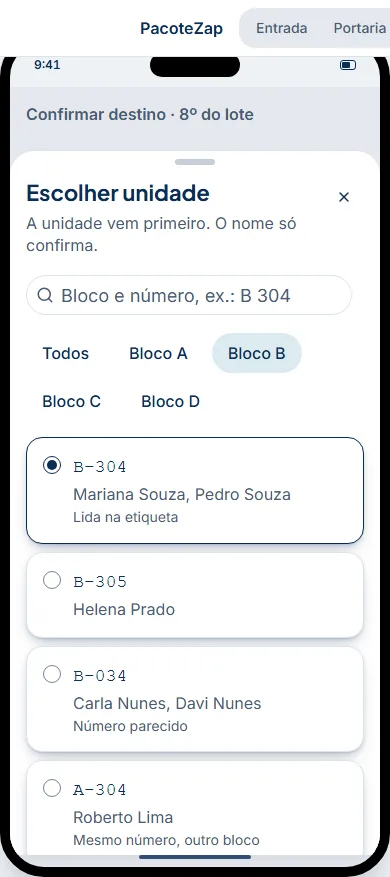 PacoteZap
Entrada
Portaria
9:41
Confirmar destino · 8º do lote
Escolher unidade
A unidade vem primeiro. O nome só
confirma.
Bloco e número, ex.: B 304
Todos
Bloco A
Bloco B
Bloco C
Bloco D
B-304
Mariana Souza, Pedro Souza
Lida na etiqueta
B-305
Helena Prado
B-034
Carla Nunes, Davi Nunes
Número parecido
A-304
Roberto Lima
Mesmo número, outro bloco